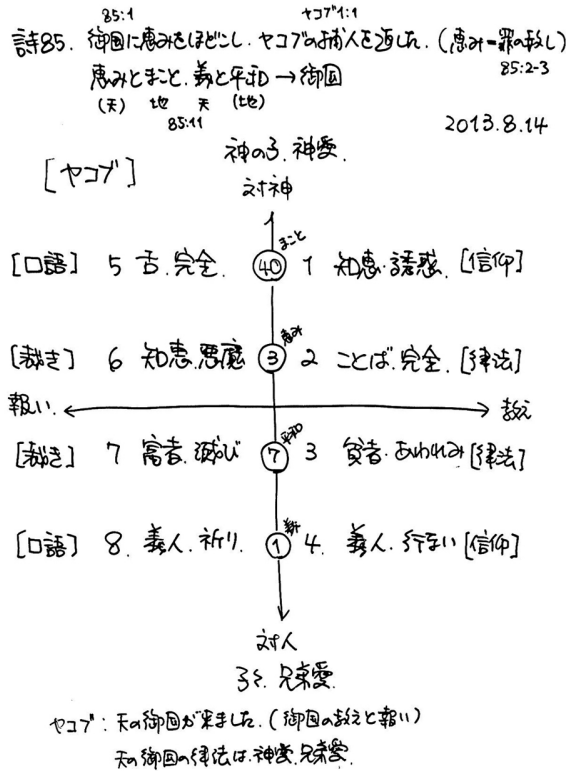 85:1 ヤコブ1:1
詩85. 御国に恵みをほどこし、ヤコブの捕人を返した。(恵み=罪の赦し)
85:2-3
恵みとまこと、義と平和→御国
(天) 地 天 (地)
85:11
2013.8.14
神の子、神愛、
[ヤコブ]
対神
1
まこと
[口語] 5 舌、完全、 40 1 知恵・誘惑、[信仰]
恵み
[裁き] 6 知恵、悪魔 3 2 ことば、完全、[律法]
報い、 教え
平和
[裁き] 7 富者、滅び 7 3 貧者・あわれみ [律法]
義
[口語] 8. 義人、祈り、 1 4. 義人、行ない [信仰]
対人
子ら、兄弟愛、
ヤコブ:天の御国が来ました。(御国の教えと報い)
天の御国の律法は、神愛、兄弟愛、